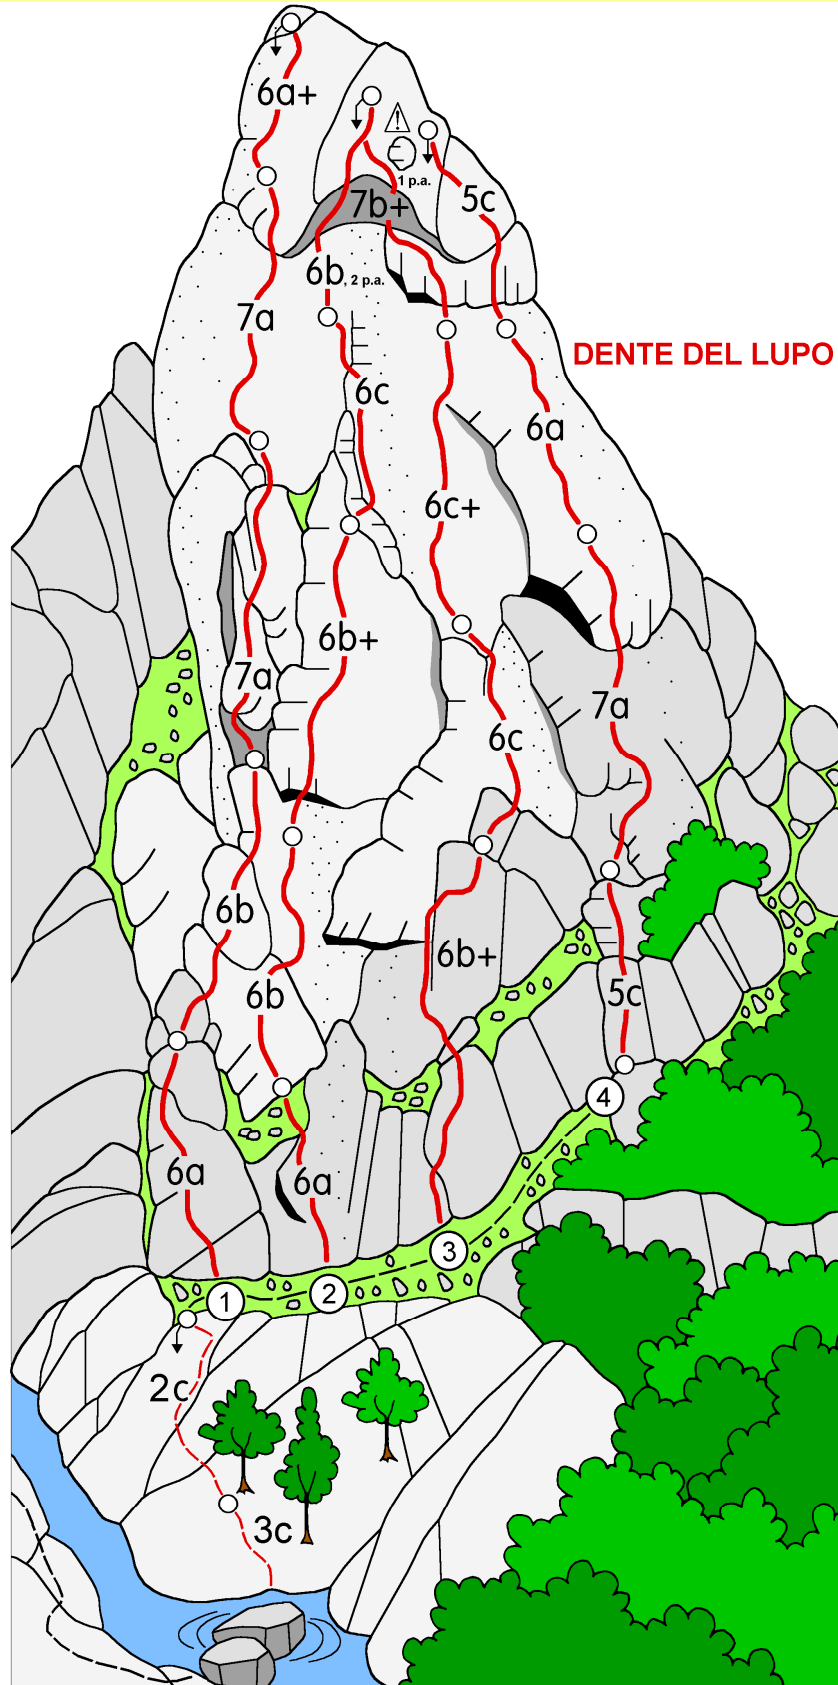 6a+
⚠
1 p.a.
5c
7b+
6b, 2 p.a.
7a
DENTE DEL LUPO
6c
6a
6c+
6b+
7a
7a
6c
6b
6b+
6b
5c
4
6a
6a
3
1
2
2c
3c